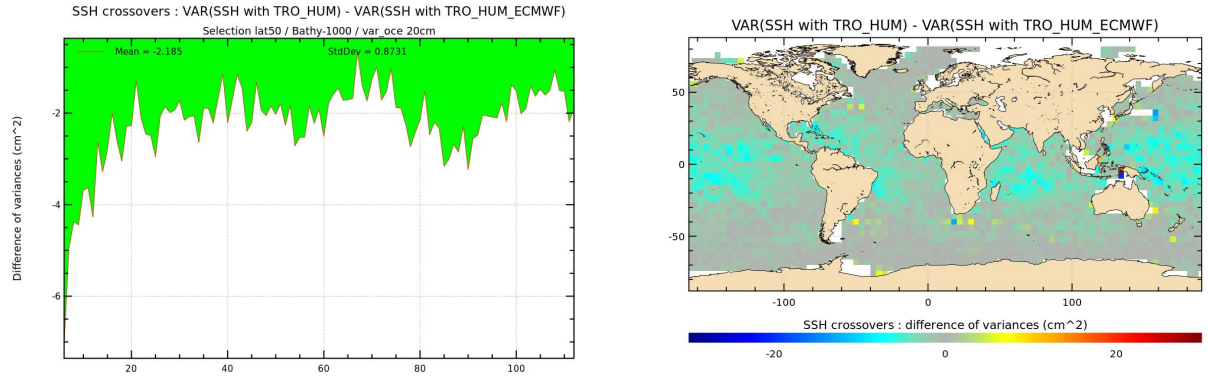 SSH crossovers : VAR(SSH with TRO_HUM) - VAR(SSH with TRO_HUM_ECMWF)
Selection lat50 / Bathy-1000 / var_oce 20cm
Mean = -2.185 StdDev = 0.8731
Difference of variances (cm^2)
-2
-4
-6
20 40 60 80 100
VAR(SSH with TRO_HUM) - VAR(SSH with TRO_HUM_ECMWF)
50
0
-50
-100 0 100
SSH crossovers : difference of variances (cm^2)
-20 0 20